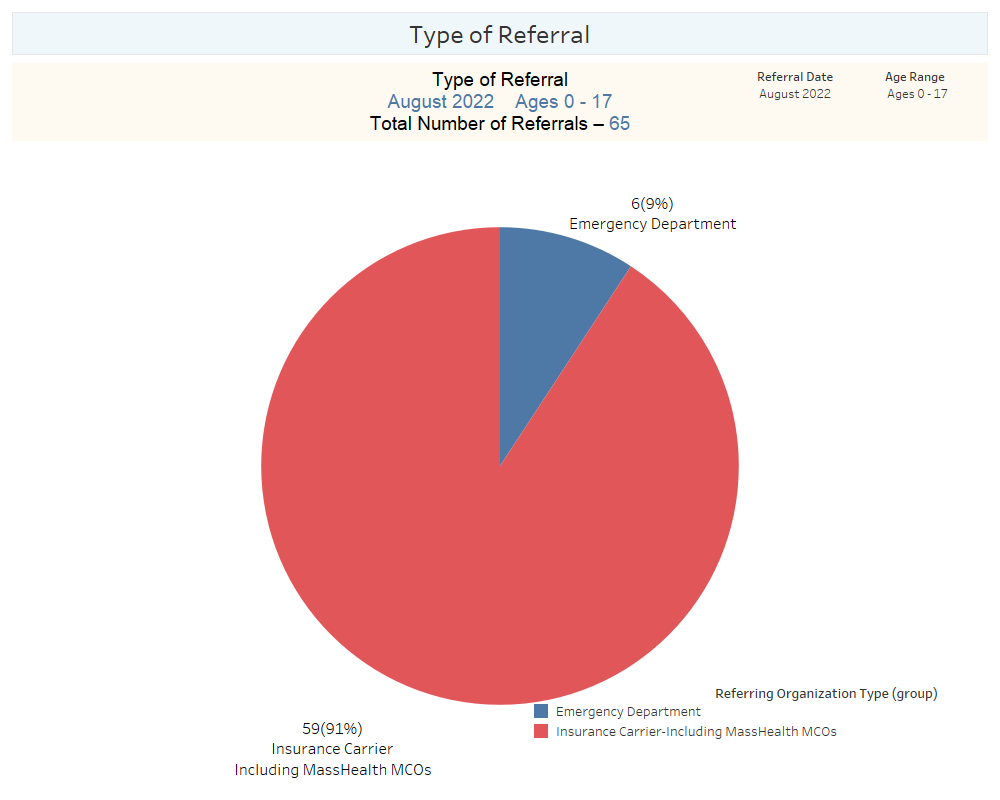 Type of Referral
Type of Referral
August 2022 Ages 0 - 17
Total Number of Referrals – 65
Referral Date
August 2022
Age Range
Ages 0 - 17
6(9%)
Emergency Department
59(91%)
Insurance Carrier
Including MassHealth MCOs
Referring Organization Type (group)
Emergency Department
Insurance Carrier-Including MassHealth MCOs